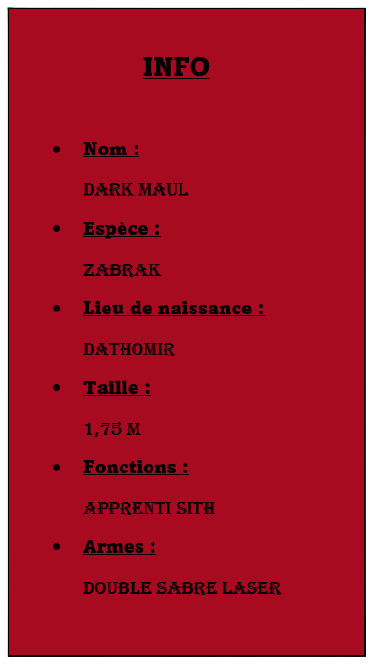 INFO
• Nom :
DARK MAUL
• Espèce :
ZABRAK
• Lieu de naissance :
DATHOMIR
• Taille :
1,75 M
• Fonctions :
APPRENTI SITH
• Armes :
DOUBLE SABRE LASER